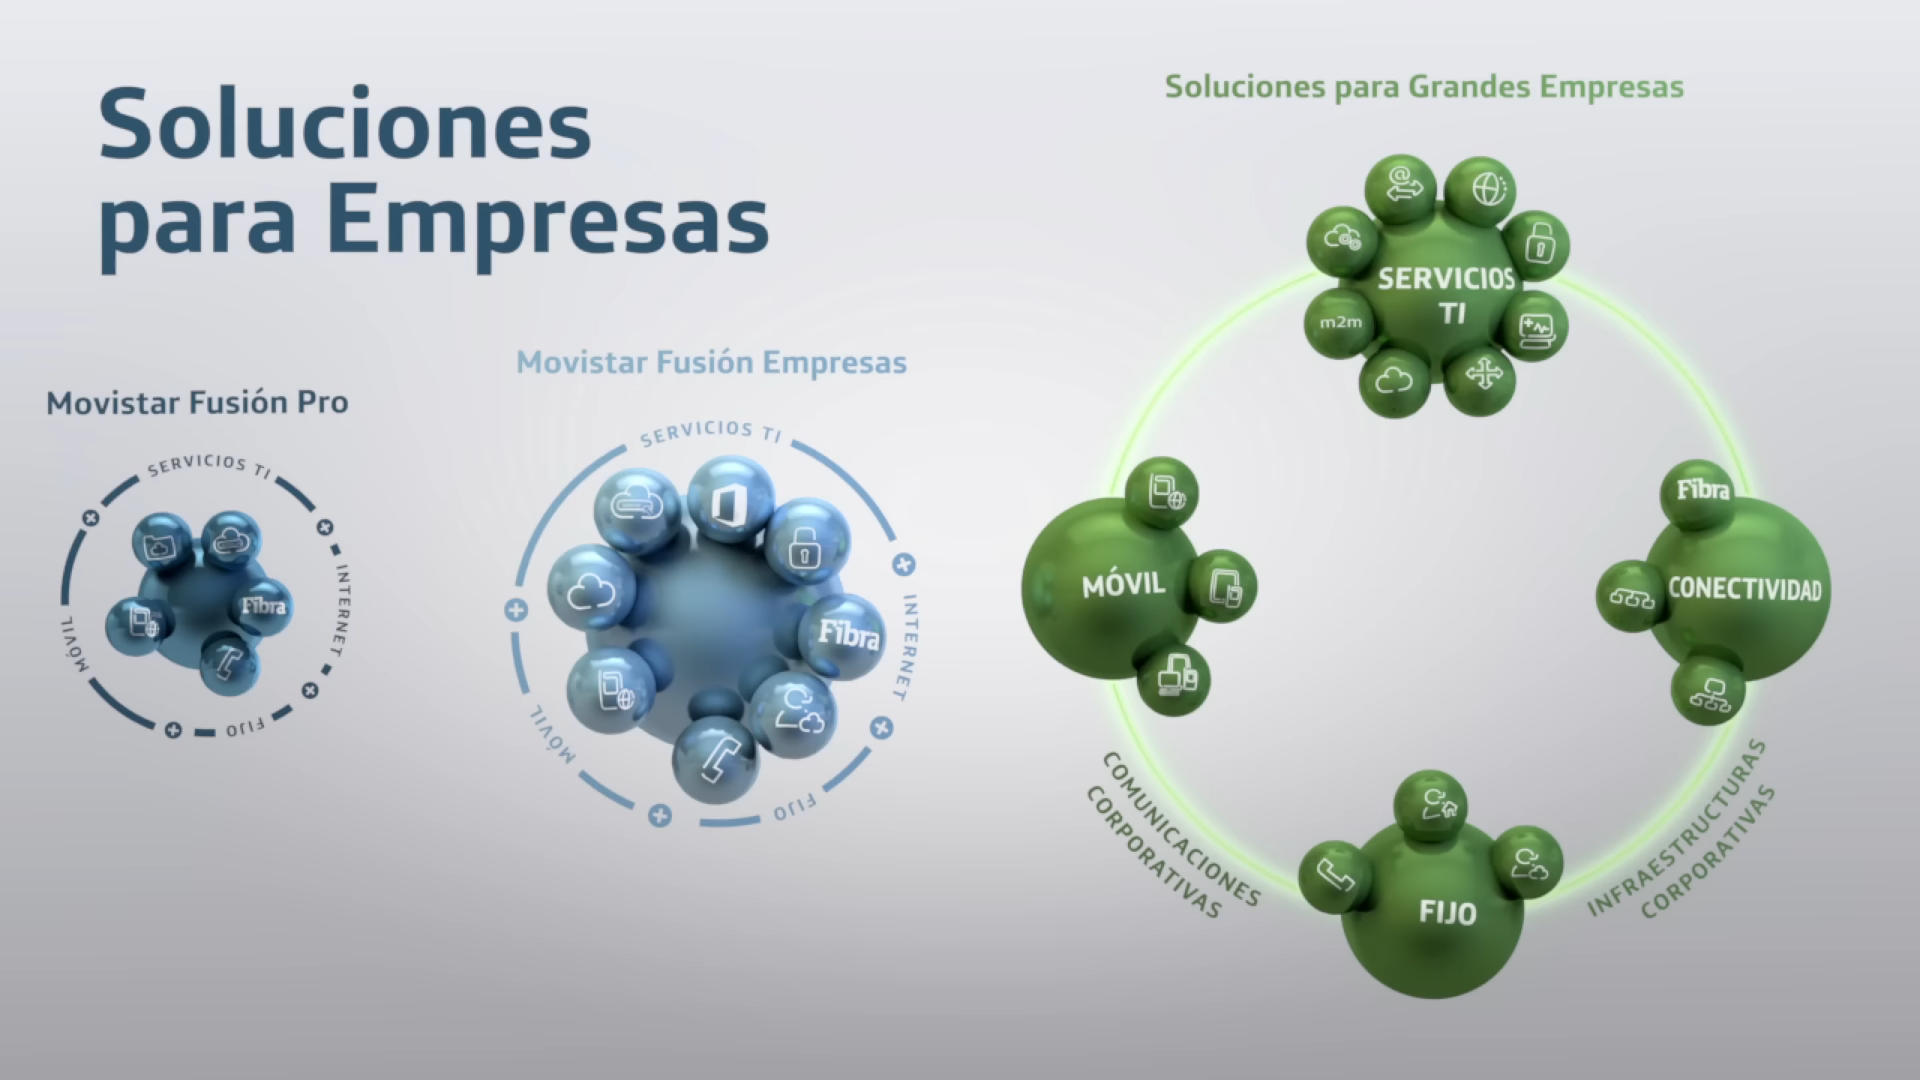 Soluciones
para Empresas
Movistar Fusión Pro
SERVICIOS TI
INTERNET
FIJO
MÓVIL
Fibra
Movistar Fusión Empresas
SERVICIOS TI
INTERNET
FIJO
MÓVIL
Fibra
Soluciones para Grandes Empresas
@
SERVICIOS
TI
m2m
MÓVIL
Fibra
CONECTIVIDAD
FIJO
COMUNICACIONES
CORPORATIVAS
INFRAESTRUCTURAS
CORPORATIVAS